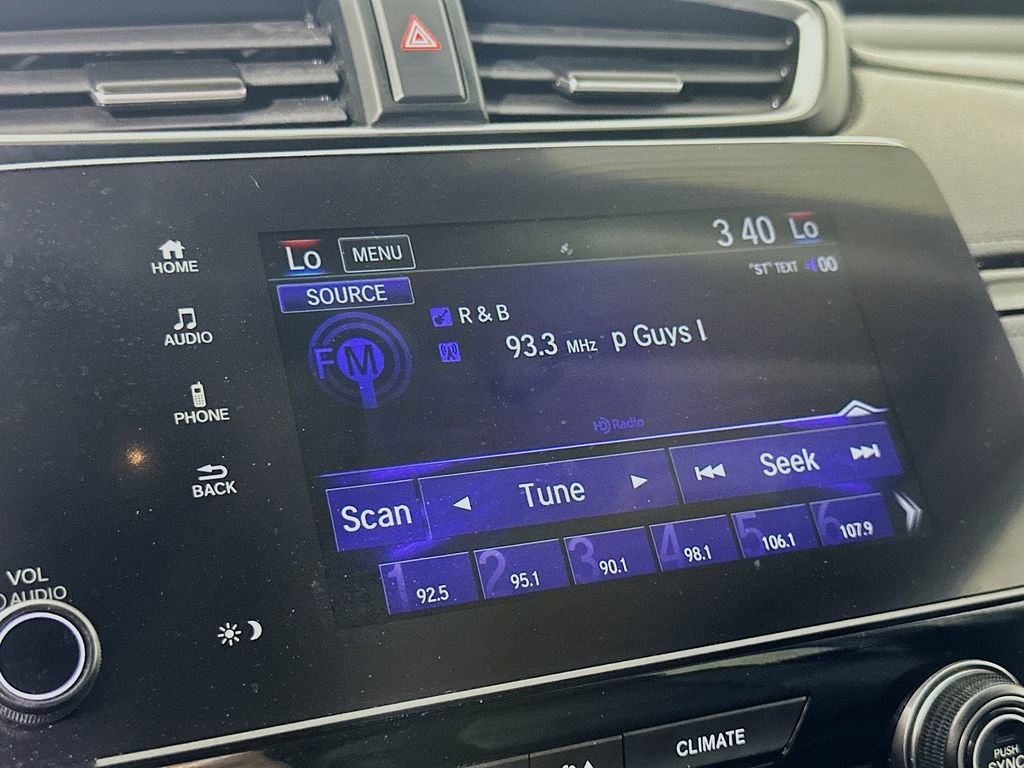 Lo MENU 3 40 Lo
"ST" TEXT 00
HOME
SOURCE
R & B
FM 93.3 MHz p Guys I
AUDIO
HD Radio
PHONE
BACK
Scan Tune Seek
1 92.5 2 95.1 3 90.1 4 98.1 5 106.1 6 107.9
VOL
AUDIO
CLIMATE
PUSH
SYNC